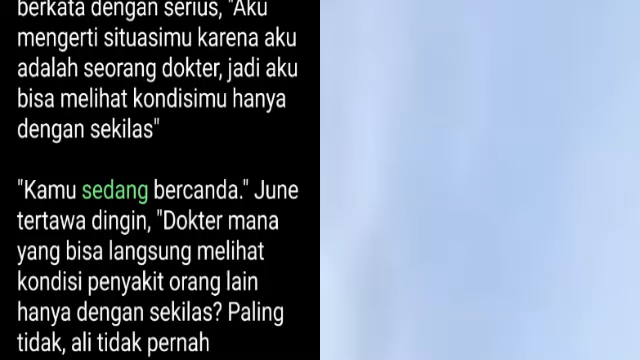 berkata dengan serius, "Aku
mengerti situasimu karena aku
adalah seorang dokter, jadi aku
bisa melihat kondisimu hanya
dengan sekilas"
"Kamu sedang bercanda." June
tertawa dingin, "Dokter mana
yang bisa langsung melihat
kondisi penyakit orang lain
hanya dengan sekilas? Paling
tidak, ali tidak pernah